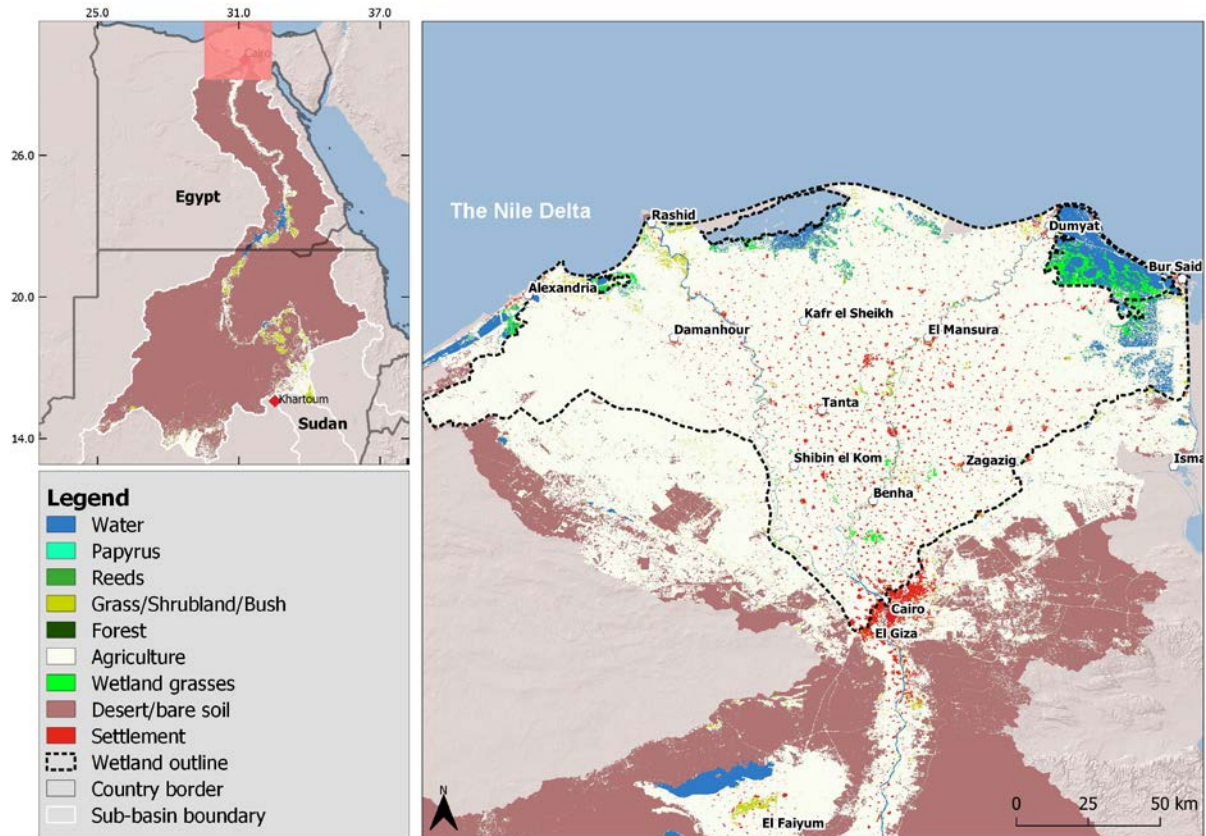 25.0
31.0
37.0
26.0
20.0
14.0
Cairo
Egypt
Khartoum
Sudan
Legend
Water
Papyrus
Reeds
Grass/Shrubland/Bush
Forest
Agriculture
Wetland grasses
Desert/bare soil
Settlement
Wetland outline
Country border
Sub-basin boundary
The Nile Delta
Rashid
Dumyat
Bur Said
Alexandria
Kafr el Sheikh
Damanhour
El Mansura
Tanta
Shibin el Kom
Zagazig
Isma
Benha
Cairo
El Giza
El Faiyum
N
0 25 50 km